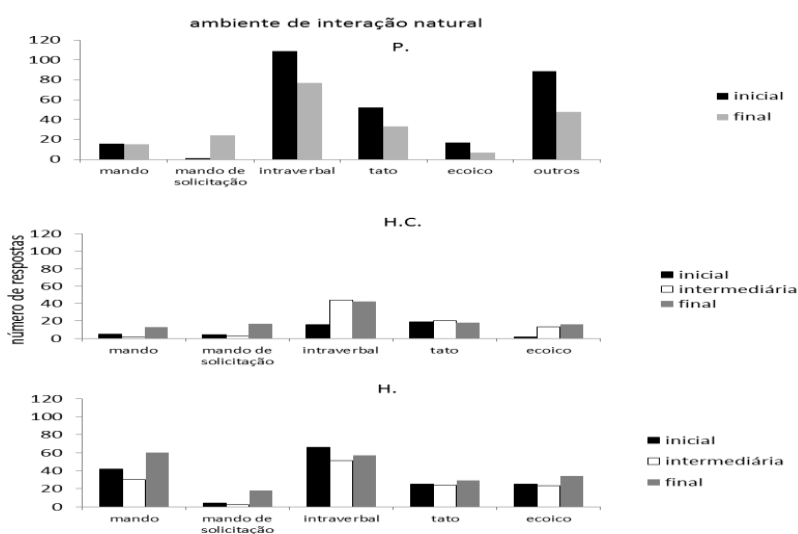 ambiente de interação natural
P.
120
100
80
60
40
20
0
mando
mando de
solicitação
intraverbal
tato
ecoico
outros
inicial
final
número de respostas
H.C.
120
100
80
60
40
20
0
mando
mando de
solicitação
intraverbal
tato
ecoico
inicial
intermediária
final
H.
120
100
80
60
40
20
0
mando
mando de
solicitação
intraverbal
tato
ecoico
inicial
intermediária
final